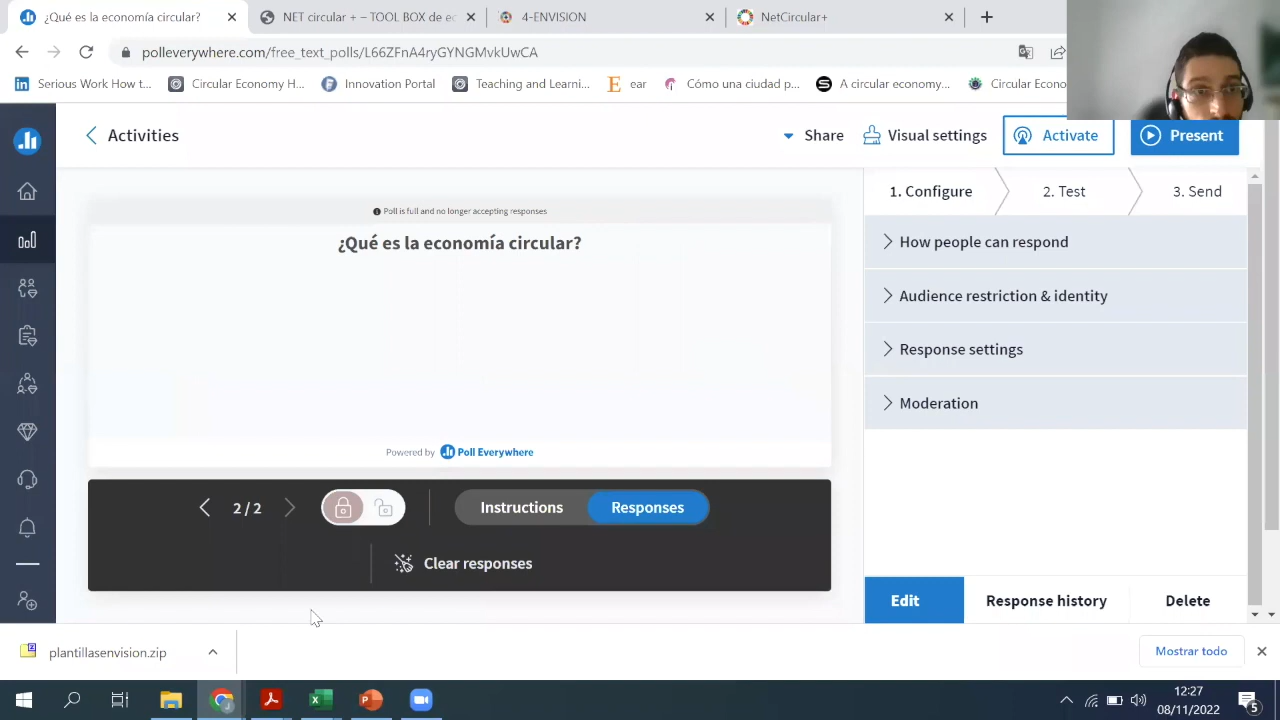 ¿Qué es la economía circular?
NET circular + – TOOL BOX de ec
4-ENVISION
NetCircular+
polleverywhere.com/free_text_polls/L66ZFnA4ryGYNGMvkUwCA
Serious Work How t...
Circular Economy H...
Innovation Portal
Teaching and Learni...
ear
Cómo una ciudad p...
A circular economy...
Circular Econo
Activities
Share
Visual settings
Activate
Present
1. Configure
2. Test
3. Send
Poll is full and no longer accepting responses
¿Qué es la economía circular?
How people can respond
Audience restriction & identity
Response settings
Moderation
Powered by Poll Everywhere
2 / 2
Instructions
Responses
Clear responses
Edit
Response history
Delete
plantillasenvision.zip
Mostrar todo
12:27
08/11/2022
5